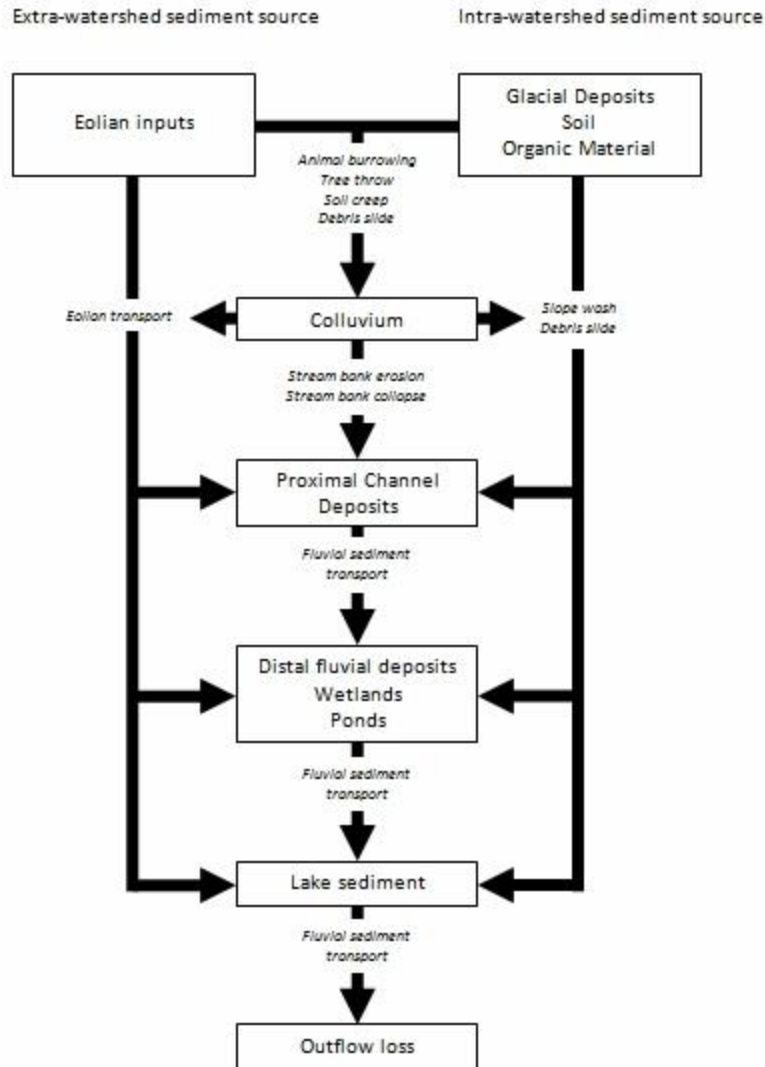 Extra-watershed sediment source
Intra-watershed sediment source
Eolian inputs
Glacial Deposits
Soil
Organic Material
Animal burrowing
Tree throw
Soil creep
Debris slide
Eolian transport
Colluvium
Slope wash
Debris slide
Stream bank erosion
Stream bank collapse
Proximal Channel
Deposits
Fluvial sediment
transport
Distal fluvial deposits
Wetlands
Ponds
Fluvial sediment
transport
Lake sediment
Fluvial sediment
transport
Outflow loss